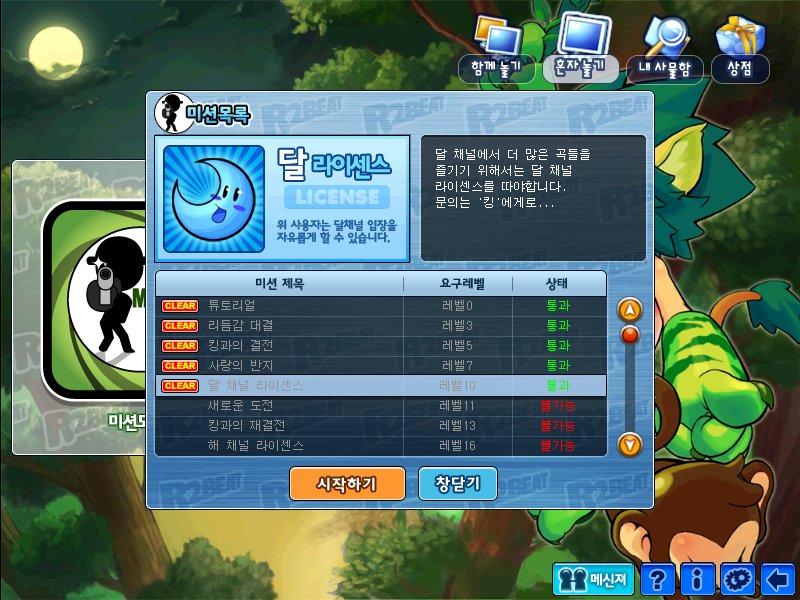 함께 놀기
혼자놀기
내 사물함
상점
미션목록
R2BEAT
달 라이센스
LICENSE
위 사용자는 달채널 입장을
자유롭게 할 수 있습니다.
달 채널에서 더 많은 곡들을
즐기기 위해서는 달 채널
라이센스를 따야합니다.
문의는 '킹'에게로...
미션 제목 요구레벨 상태
CLEAR 튜토리얼 레벨0 통과
CLEAR 리듬감 대결 레벨3 통과
CLEAR 킹과의 결전 레벨5 통과
CLEAR 사랑의 반지 레벨7 통과
CLEAR 달 채널 라이센스 레벨10 통과
새로운 도전 레벨11 불가능
킹과의 재결전 레벨13 불가능
해 채널 라이센스 레벨16 불가능
시작하기
창닫기
메신져